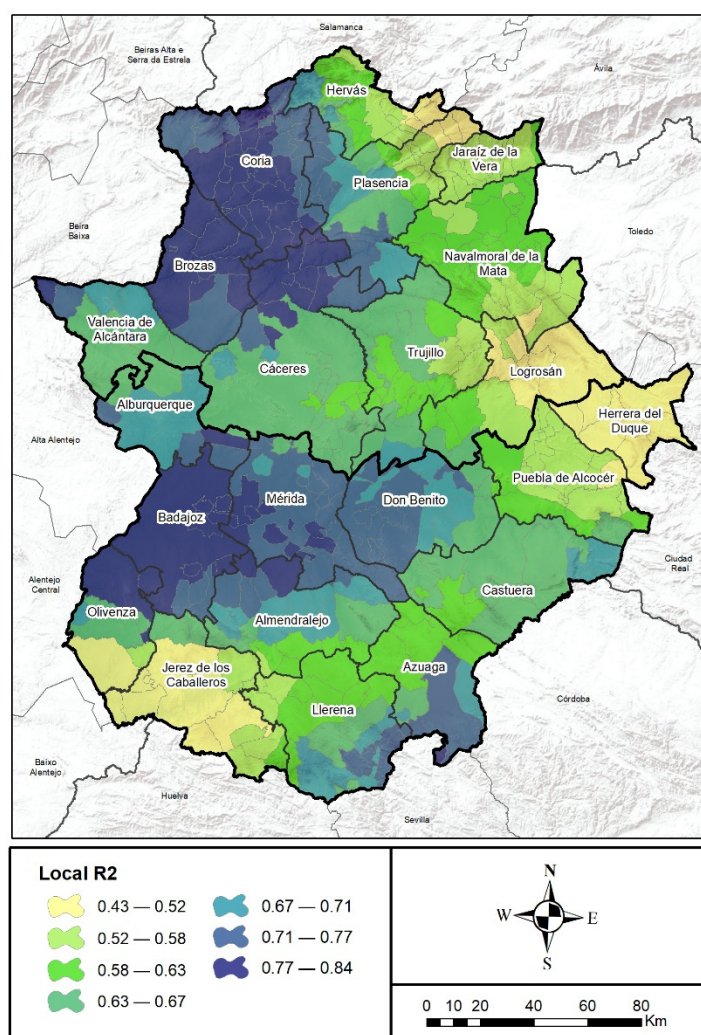 Salamanca
Beiras Alta e
Serra da Estrela
Ávila
Hervás
Coria
Jaraíz de la
Vera
Plasencia
Beira
Baixa
Toledo
Navalmoral de la
Mata
Brozas
Valencia de
Alcántara
Trujillo
Cáceres
Logrosán
Alburquerque
Herrera del
Duque
Alta Alentejo
Puebla de Alcocér
Mérida
Don Benito
Badajoz
Ciudad
Real
Alentejo
Central
Castuera
Olivenza
Almendralejo
Jerez de los
Caballeros
Azuaga
Llerena
Córdoba
Baixo
Alentejo
Huelva
Sevilla
Local R2
0.43 — 0.52
0.52 — 0.58
0.58 — 0.63
0.63 — 0.67
0.67 — 0.71
0.71 — 0.77
0.77 — 0.84
N
W
E
S
0 10 20 40 60 80
Km